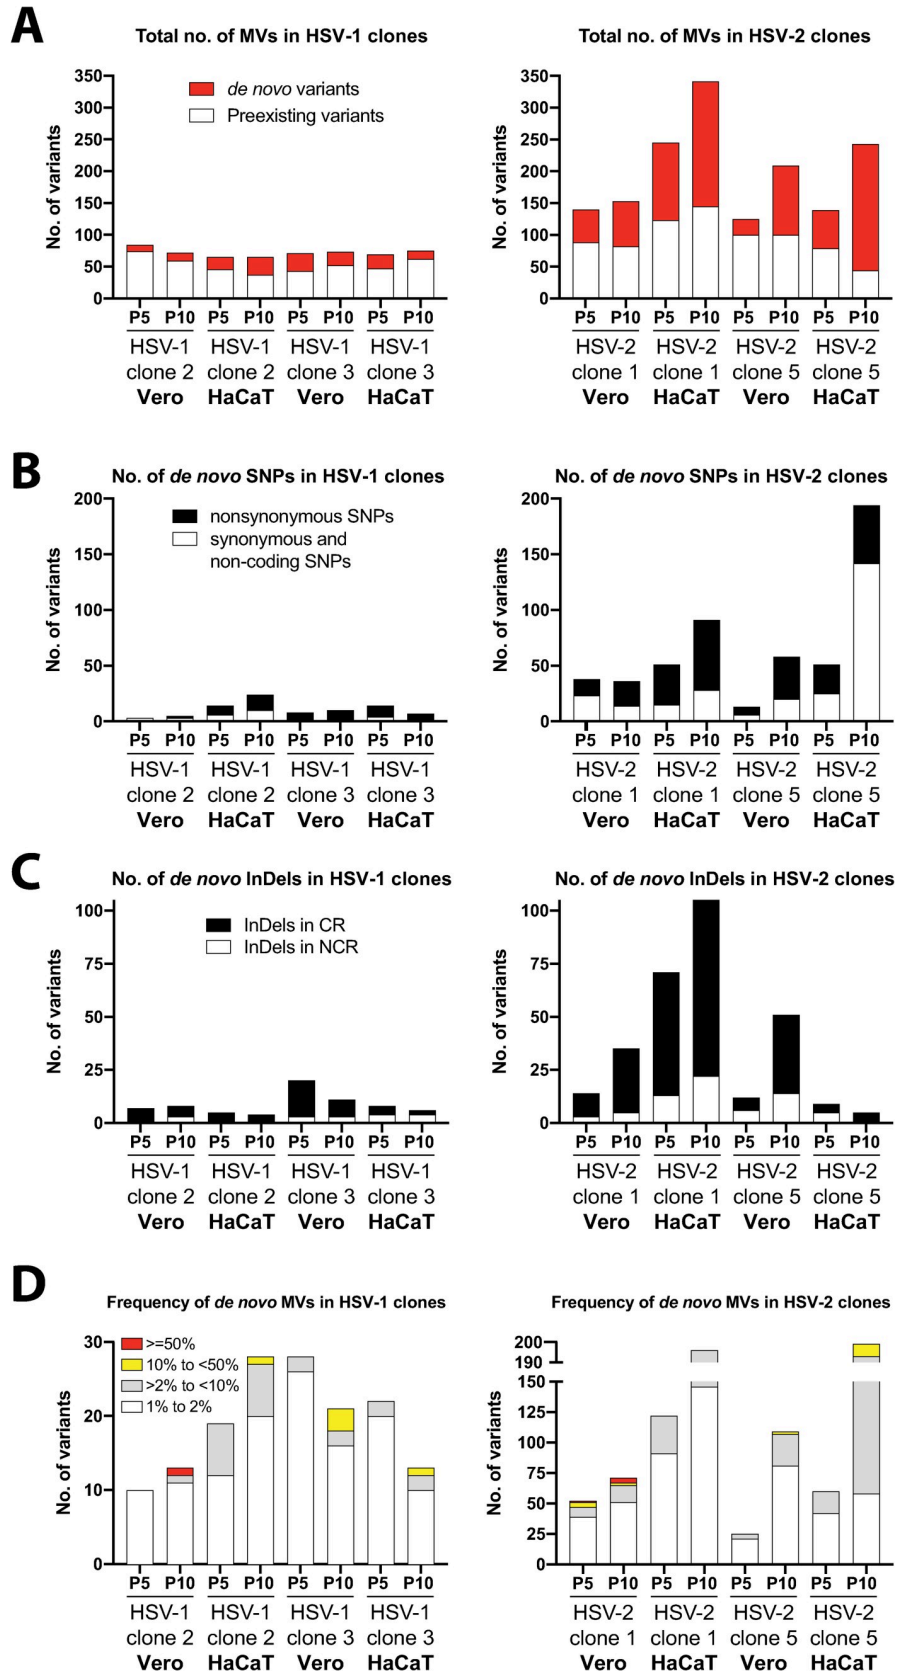 A
Total no. of MVs in HSV-1 clones
No. of variants
350
300
250
200
150
100
50
0
de novo variants
Preexisting variants
P5 P10 P5 P10 P5 P10 P5 P10
HSV-1 HSV-1 HSV-1 HSV-1
clone 2 clone 2 clone 3 clone 3
Vero HaCaT Vero HaCaT
Total no. of MVs in HSV-2 clones
No. of variants
350
300
250
200
150
100
50
0
P5 P10 P5 P10 P5 P10 P5 P10
HSV-2 HSV-2 HSV-2 HSV-2
clone 1 clone 1 clone 5 clone 5
Vero HaCaT Vero HaCaT
B
No. of de novo SNPs in HSV-1 clones
No. of variants
200
150
100
50
0
nonsynonymous SNPs
synonymous and
non-coding SNPs
P5 P10 P5 P10 P5 P10 P5 P10
HSV-1 HSV-1 HSV-1 HSV-1
clone 2 clone 2 clone 3 clone 3
Vero HaCaT Vero HaCaT
No. of de novo SNPs in HSV-2 clones
No. of variants
200
150
100
50
0
P5 P10 P5 P10 P5 P10 P5 P10
HSV-2 HSV-2 HSV-2 HSV-2
clone 1 clone 1 clone 5 clone 5
Vero HaCaT Vero HaCaT
C
No. of de novo InDels in HSV-1 clones
No. of variants
100
75
50
25
0
InDels in CR
InDels in NCR
P5 P10 P5 P10 P5 P10 P5 P10
HSV-1 HSV-1 HSV-1 HSV-1
clone 2 clone 2 clone 3 clone 3
Vero HaCaT Vero HaCaT
No. of de novo InDels in HSV-2 clones
No. of variants
100
75
50
25
0
P5 P10 P5 P10 P5 P10 P5 P10
HSV-2 HSV-2 HSV-2 HSV-2
clone 1 clone 1 clone 5 clone 5
Vero HaCaT Vero HaCaT
D
Frequency of de novo MVs in HSV-1 clones
No. of variants
30
20
10
0
>=50%
10% to <50%
>2% to <10%
1% to 2%
P5 P10 P5 P10 P5 P10 P5 P10
HSV-1 HSV-1 HSV-1 HSV-1
clone 2 clone 2 clone 3 clone 3
Vero HaCaT Vero HaCaT
Frequency of de novo MVs in HSV-2 clones
No. of variants
200
190
150
125
100
75
50
25
0
P5 P10 P5 P10 P5 P10 P5 P10
HSV-2 HSV-2 HSV-2 HSV-2
clone 1 clone 1 clone 5 clone 5
Vero HaCaT Vero HaCaT